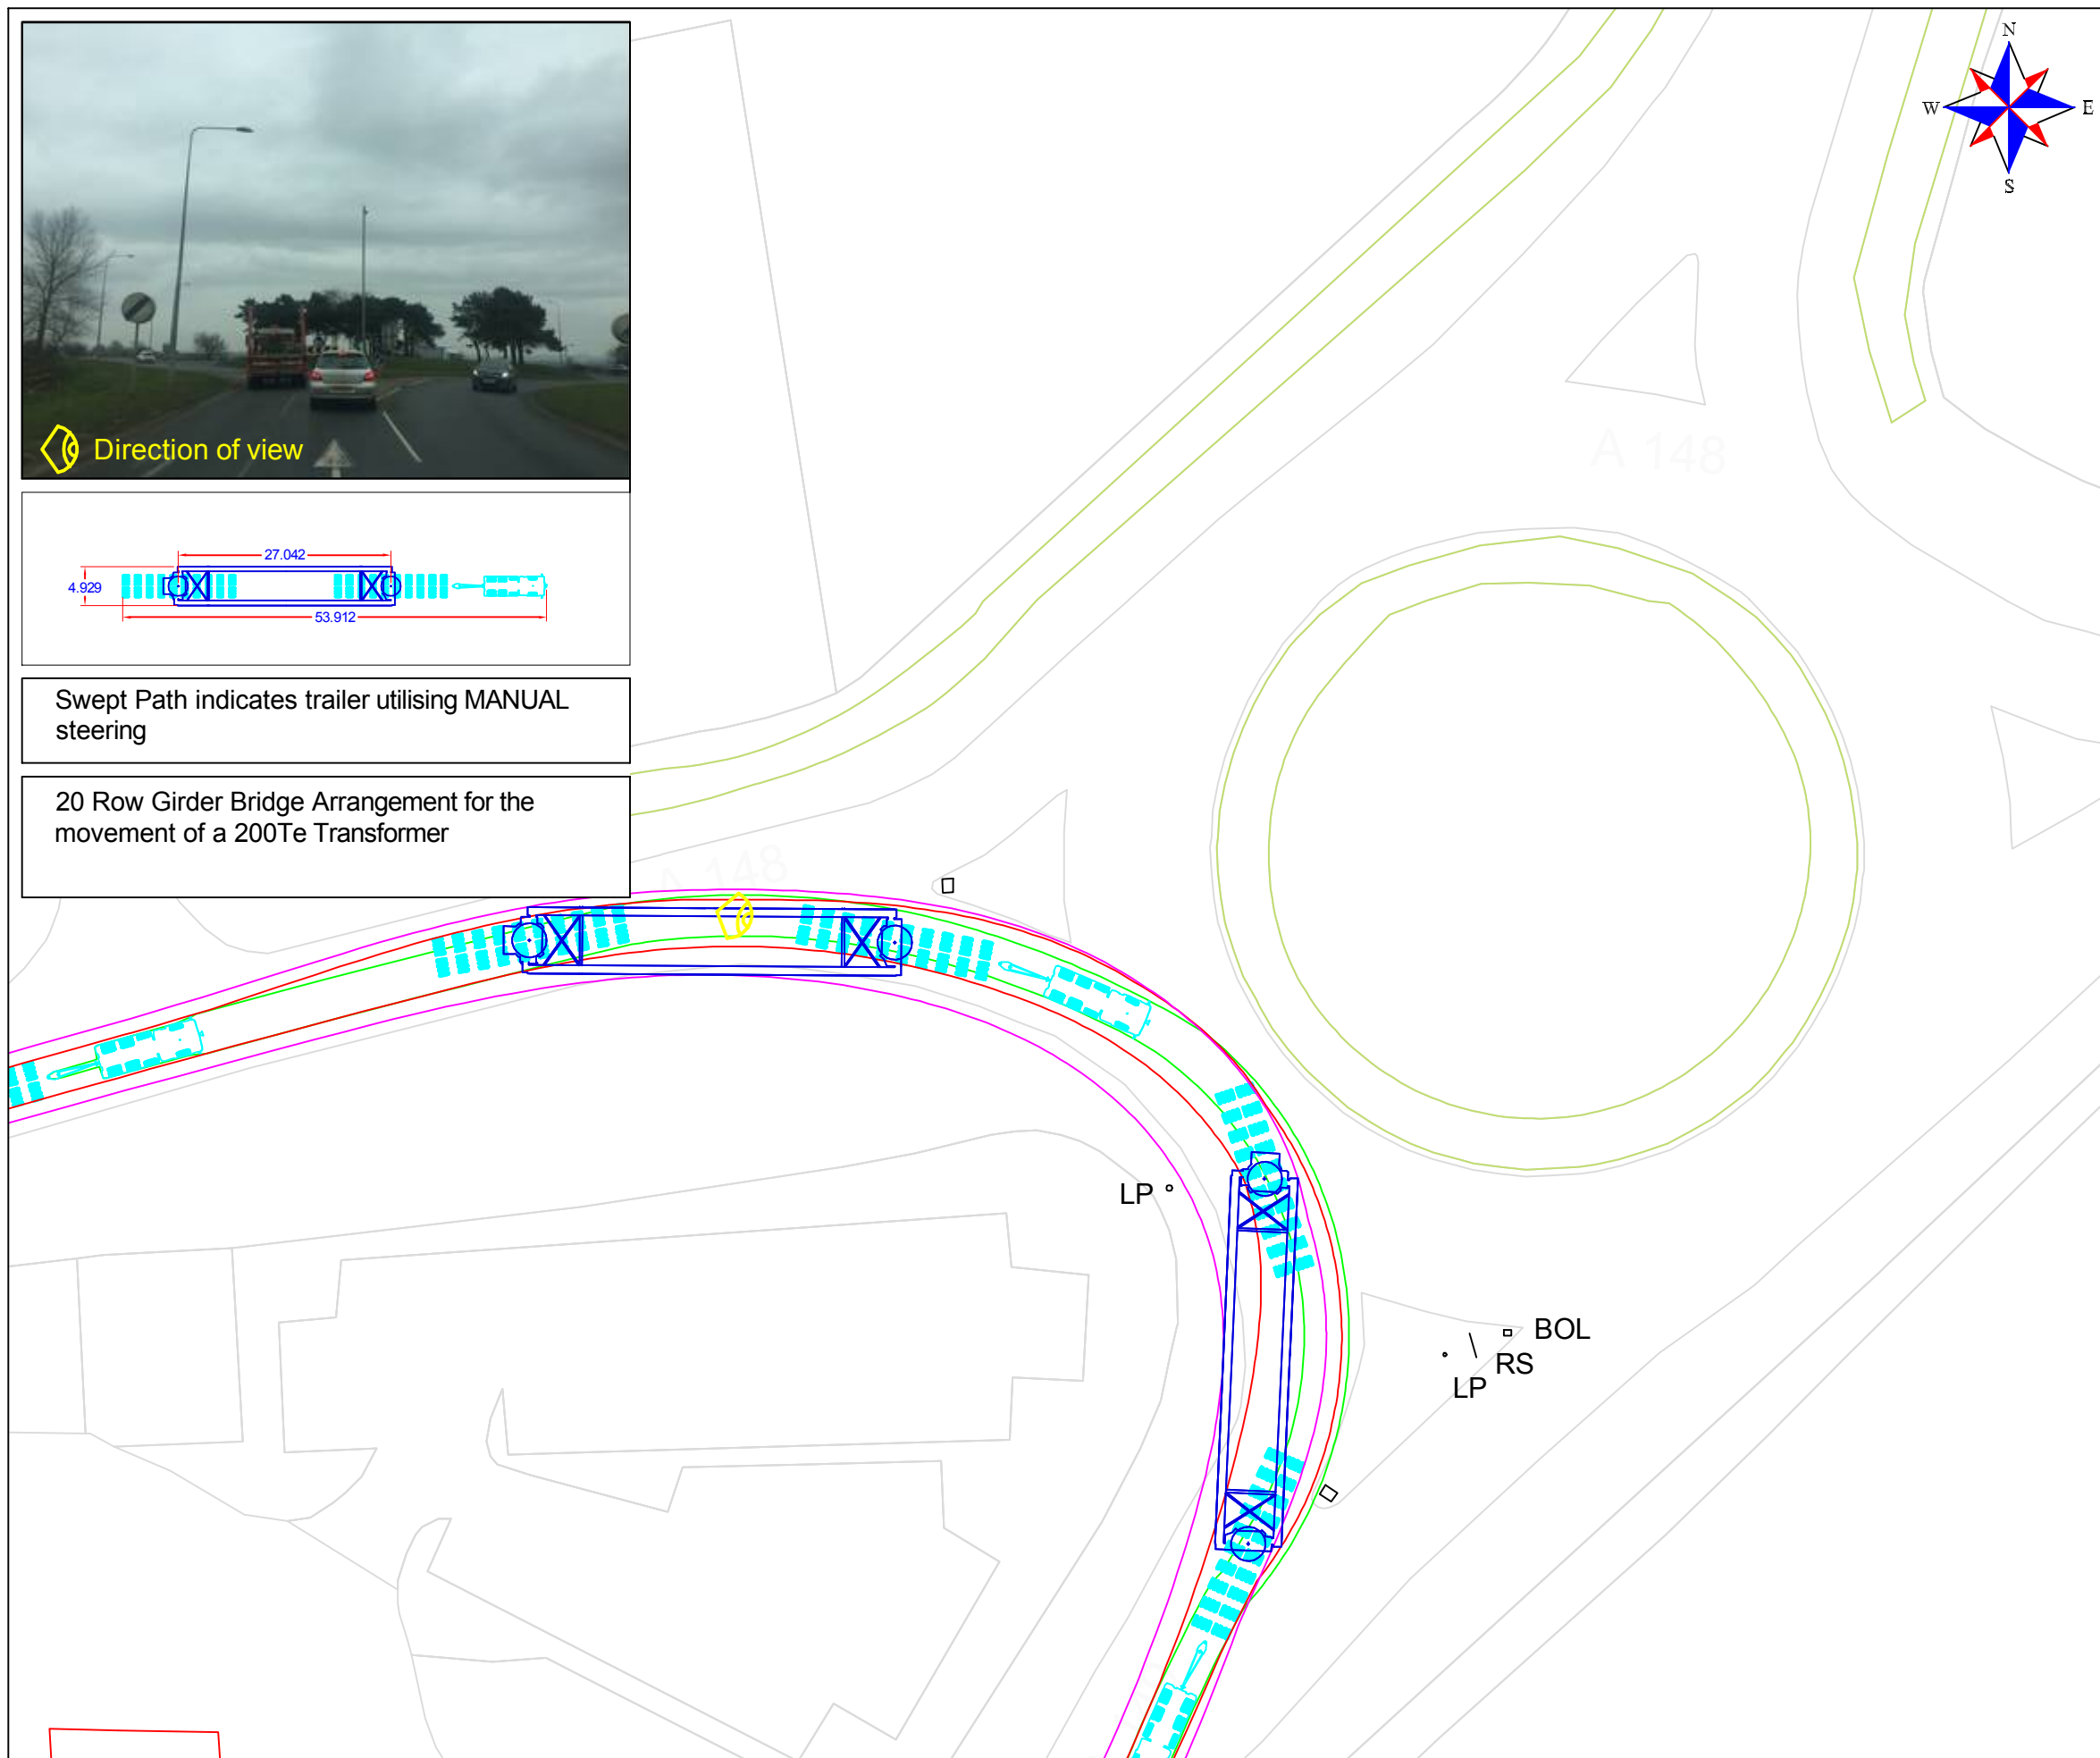 Direction of view
27.042
4.929
53.912
Swept Path indicates trailer utilising MANUAL
steering
20 Row Girder Bridge Arrangement for the
movement of a 200Te Transformer
N
W
E
S
A 148
A 148
LP
BOL
RS
LP